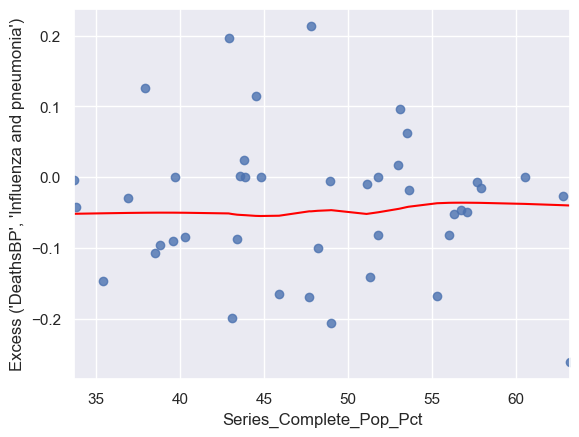 Excess ('DeathsBP', 'Influenza and pneumonia')
0.2
0.1
0.0
−0.1
−0.2
35 40 45 50 55 60
Series_Complete_Pop_Pct